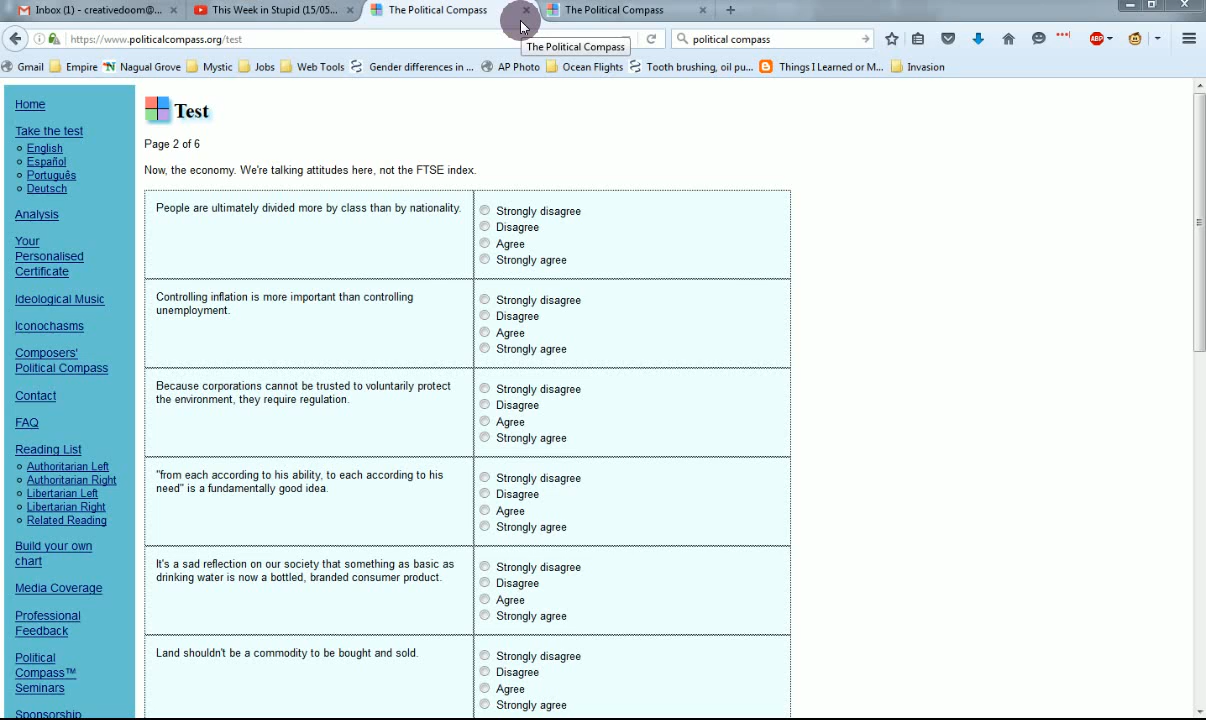 Inbox (1) - creativedoom@...
This Week in Stupid (15/05...
The Political Compass
The Political Compass
https://www.politicalcompass.org/test
The Political Compass
political compass
ABP
Gmail
Empire
Nagual Grove
Mystic
Jobs
Web Tools
Gender differences in ...
AP Photo
Ocean Flights
Tooth brushing, oil pu...
Things I Learned or M...
Invasion
Home
Take the test
English
Español
Português
Deutsch
Analysis
Your
Personalised
Certificate
Ideological Music
Iconochasms
Composers'
Political Compass
Contact
FAQ
Reading List
Authoritarian Left
Authoritarian Right
Libertarian Left
Libertarian Right
Related Reading
Build your own
chart
Media Coverage
Professional
Feedback
Political
Compass™
Seminars
Sponsorship
Test
Page 2 of 6
Now, the economy. We're talking attitudes here, not the FTSE index.
People are ultimately divided more by class than by nationality.
Strongly disagree
Disagree
Agree
Strongly agree
Controlling inflation is more important than controlling
unemployment.
Strongly disagree
Disagree
Agree
Strongly agree
Because corporations cannot be trusted to voluntarily protect
the environment, they require regulation.
Strongly disagree
Disagree
Agree
Strongly agree
"from each according to his ability, to each according to his
need" is a fundamentally good idea.
Strongly disagree
Disagree
Agree
Strongly agree
It's a sad reflection on our society that something as basic as
drinking water is now a bottled, branded consumer product.
Strongly disagree
Disagree
Agree
Strongly agree
Land shouldn't be a commodity to be bought and sold.
Strongly disagree
Disagree
Agree
Strongly agree